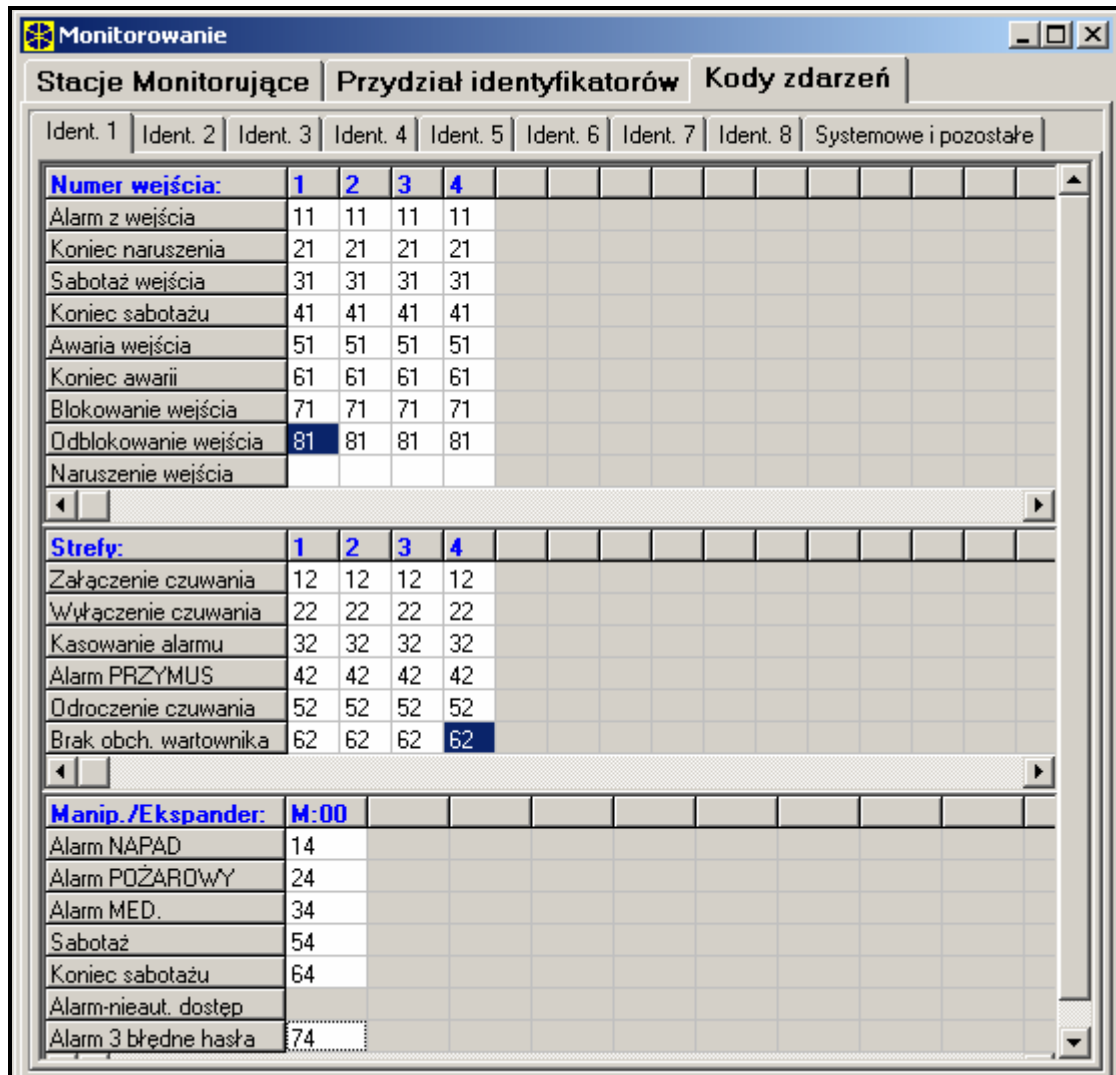 Monitorowanie
Stacje Monitorujące Przydział identyfikatorów Kody zdarzeń
Ident. 1 Ident. 2 Ident. 3 Ident. 4 Ident. 5 Ident. 6 Ident. 7 Ident. 8 Systemowe i pozostałe
Numer wejścia: 1 2 3 4
Alarm z wejścia 11 11 11 11
Koniec naruszenia 21 21 21 21
Sabotaż wejścia 31 31 31 31
Koniec sabotażu 41 41 41 41
Awaria wejścia 51 51 51 51
Koniec awarii 61 61 61 61
Blokowanie wejścia 71 71 71 71
Odblokowanie wejścia 81 81 81 81
Naruszenie wejścia
Strefy: 1 2 3 4
Załączenie czuwania 12 12 12 12
Wyłączenie czuwania 22 22 22 22
Kasowanie alarmu 32 32 32 32
Alarm PRZYMUS 42 42 42 42
Odroczenie czuwania 52 52 52 52
Brak obch. wartownika 62 62 62 62
Manip./Ekspander: M:00
Alarm NAPAD 14
Alarm POŻAROWY 24
Alarm MED. 34
Sabotaż 54
Koniec sabotażu 64
Alarm-nieaut. dostęp
Alarm 3 błędne hasła 74